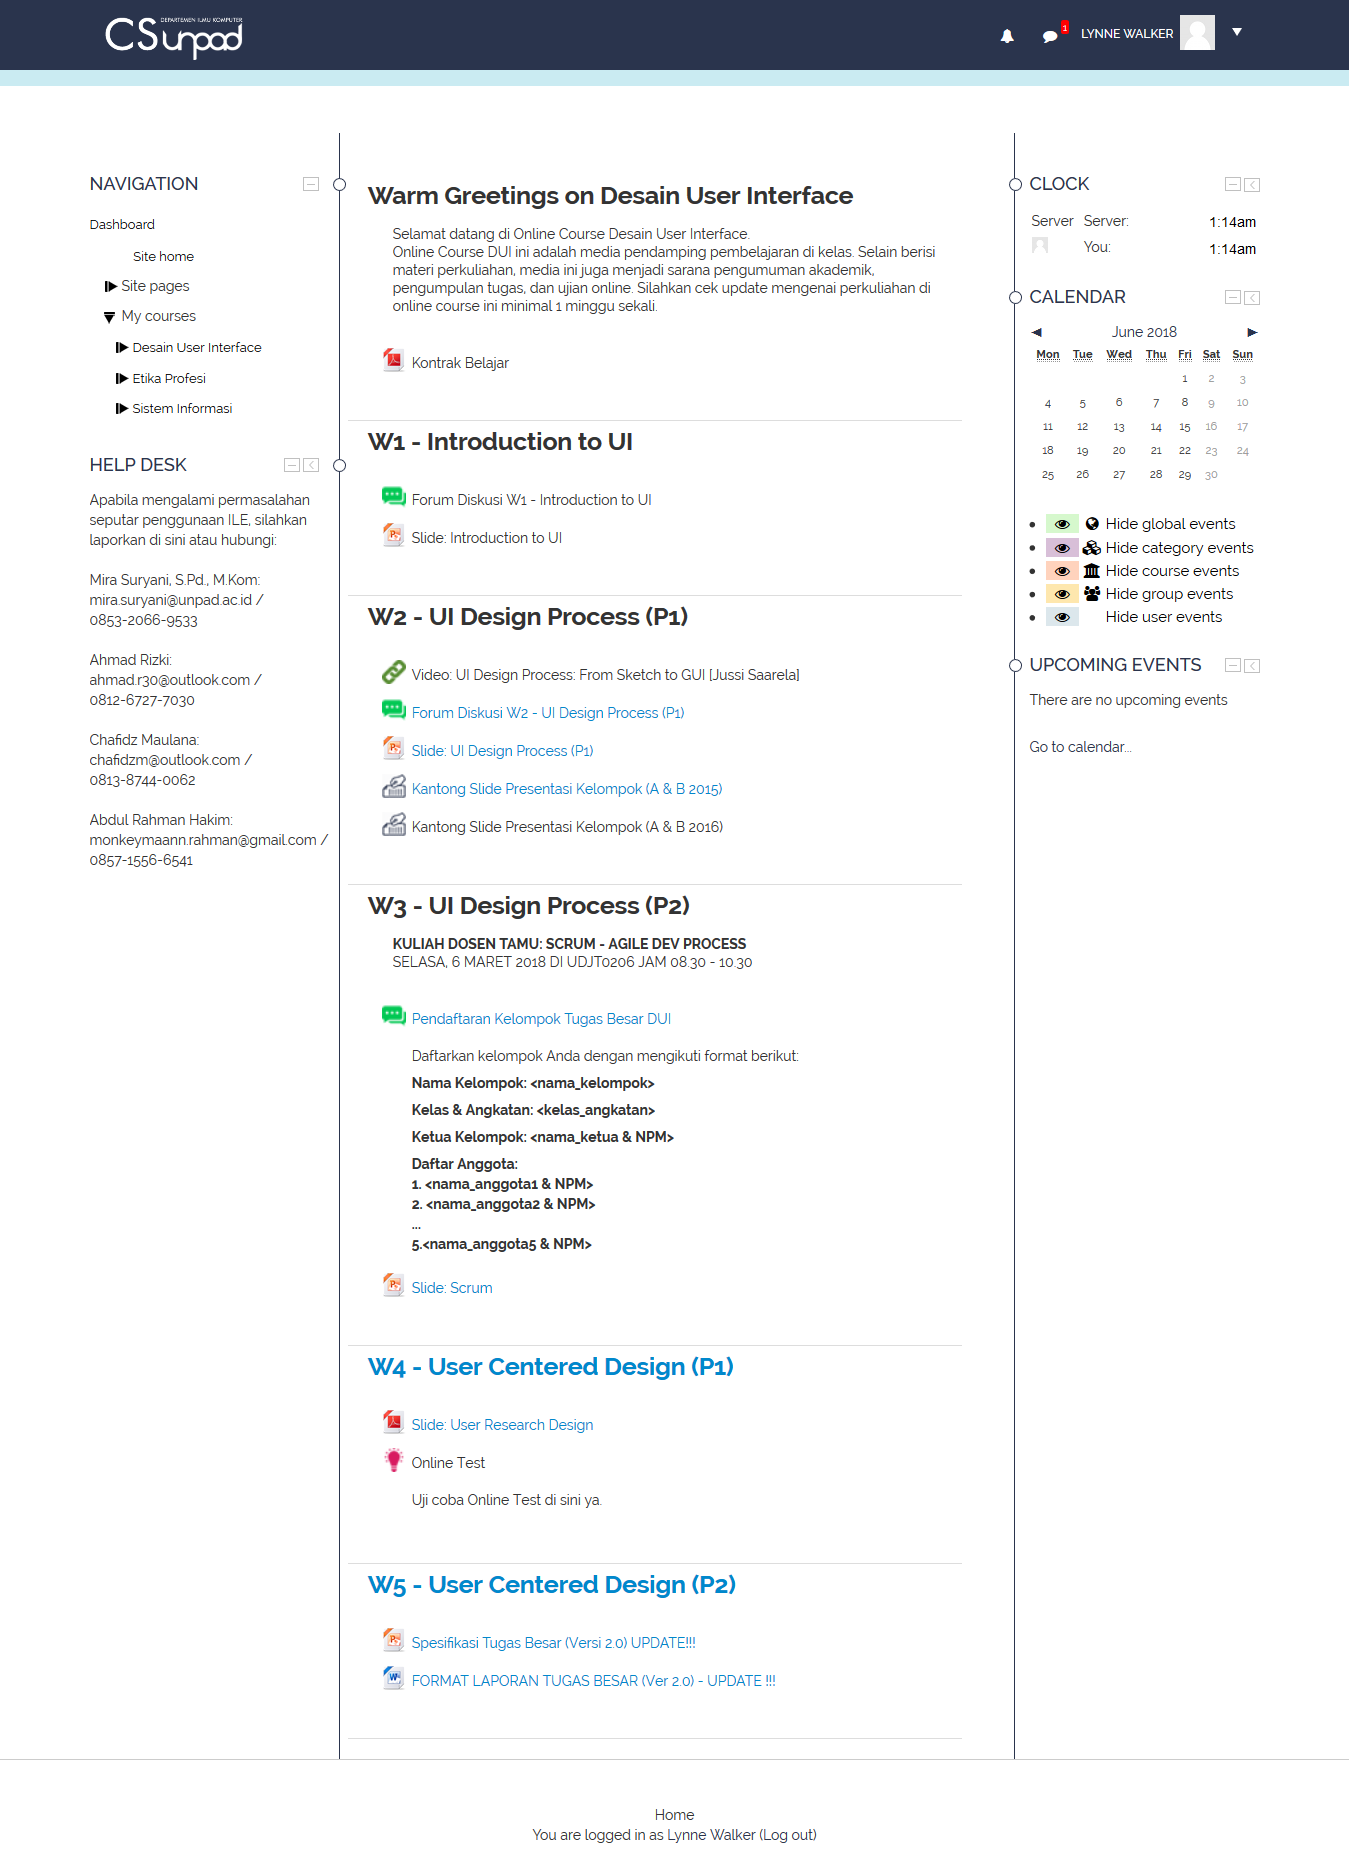 CSunpad
DEPARTEMEN ILMU KOMPUTER
1
LYNNE WALKER
NAVIGATION
Dashboard
Site home
Site pages
My courses
Desain User Interface
Etika Profesi
Sistem Informasi
HELP DESK
Apabila mengalami permasalahan
seputar penggunaan ILE, silahkan
laporkan di sini atau hubungi:
Mira Suryani, S.Pd., M.Kom:
mira.suryani@unpad.ac.id /
0853-2066-9533
Ahmad Rizki:
ahmad.r30@outlook.com /
0812-6727-7030
Chafidz Maulana:
chafidzm@outlook.com /
0813-8744-0062
Abdul Rahman Hakim:
monkeymaann.rahman@gmail.com /
0857-1556-6541
Warm Greetings on Desain User Interface
Selamat datang di Online Course Desain User Interface.
Online Course DUI ini adalah media pendamping pembelajaran di kelas. Selain berisi
materi perkuliahan, media ini juga menjadi sarana pengumuman akademik,
pengumpulan tugas, dan ujian online. Silahkan cek update mengenai perkuliahan di
online course ini minimal 1 minggu sekali.
Kontrak Belajar
W1 - Introduction to UI
Forum Diskusi W1 - Introduction to UI
Slide: Introduction to UI
W2 - UI Design Process (P1)
Video: UI Design Process: From Sketch to GUI [Jussi Saarela]
Forum Diskusi W2 - UI Design Process (P1)
Slide: UI Design Process (P1)
Kantong Slide Presentasi Kelompok (A & B 2015)
Kantong Slide Presentasi Kelompok (A & B 2016)
W3 - UI Design Process (P2)
KULIAH DOSEN TAMU: SCRUM - AGILE DEV PROCESS
SELASA, 6 MARET 2018 DI UDJT0206 JAM 08.30 - 10.30
Pendaftaran Kelompok Tugas Besar DUI
Daftarkan kelompok Anda dengan mengikuti format berikut:
Nama Kelompok: <nama_kelompok>
Kelas & Angkatan: <kelas_angkatan>
Ketua Kelompok: <nama_ketua & NPM>
Daftar Anggota:
1. <nama_anggota1 & NPM>
2. <nama_anggota2 & NPM>
...
5.<nama_anggota5 & NPM>
Slide: Scrum
W4 - User Centered Design (P1)
Slide: User Research Design
Online Test
Uji coba Online Test di sini ya.
W5 - User Centered Design (P2)
Spesifikasi Tugas Besar (Versi 2.0) UPDATE!!!
FORMAT LAPORAN TUGAS BESAR (Ver 2.0) - UPDATE !!!
CLOCK
Server Server: 1:14am
You: 1:14am
CALENDAR
June 2018
Mon Tue Wed Thu Fri Sat Sun
1 2 3
4 5 6 7 8 9 10
11 12 13 14 15 16 17
18 19 20 21 22 23 24
25 26 27 28 29 30
Hide global events
Hide category events
Hide course events
Hide group events
Hide user events
UPCOMING EVENTS
There are no upcoming events
Go to calendar...
Home
You are logged in as Lynne Walker (Log out)